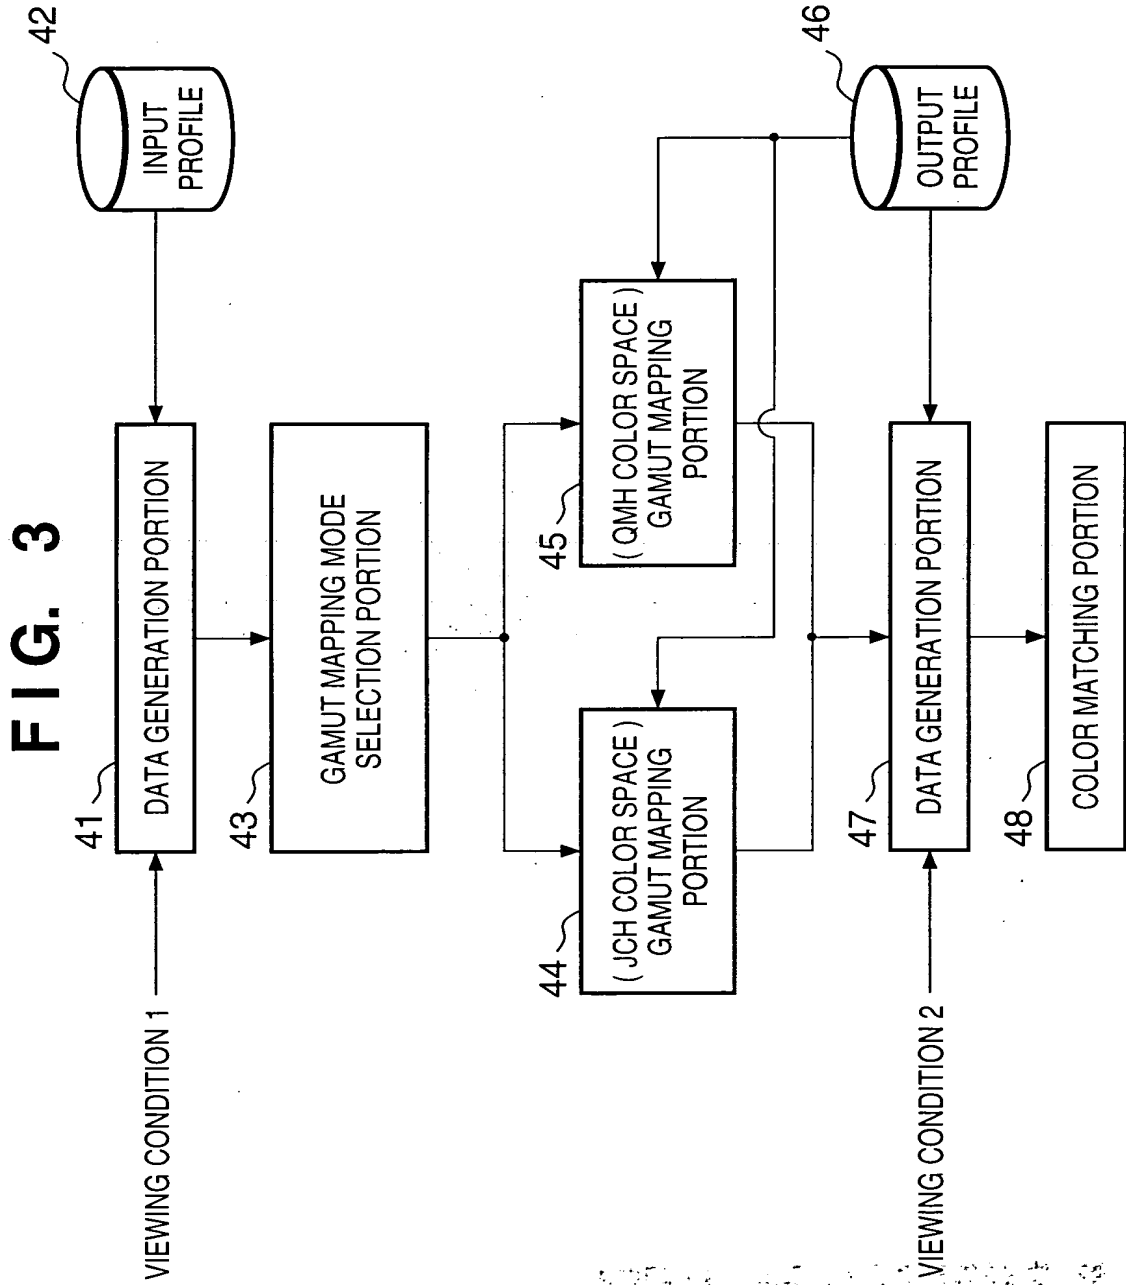 FIG. 3
42
INPUT
PROFILE
41
DATA GENERATION PORTION
VIEWING CONDITION 1
43
GAMUT MAPPING MODE
SELECTION PORTION
44
( JCH COLOR SPACE )
GAMUT MAPPING
PORTION
45
( QMH COLOR SPACE )
GAMUT MAPPING
PORTION
46
OUTPUT
PROFILE
47
DATA GENERATION PORTION
VIEWING CONDITION 2
48
COLOR MATCHING PORTION